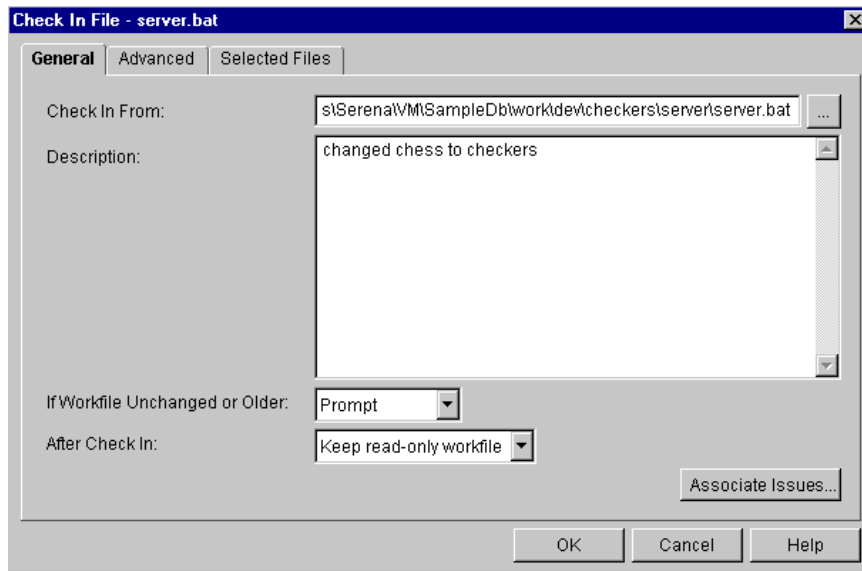 Check In File - server.bat
General Advanced Selected Files
Check In From: s\Serena\VM\SampleDb\work\dev\checkers\server\server.bat ...
Description: changed chess to checkers
If Workfile Unchanged or Older: Prompt
After Check In: Keep read-only workfile
Associate Issues...
OK Cancel Help